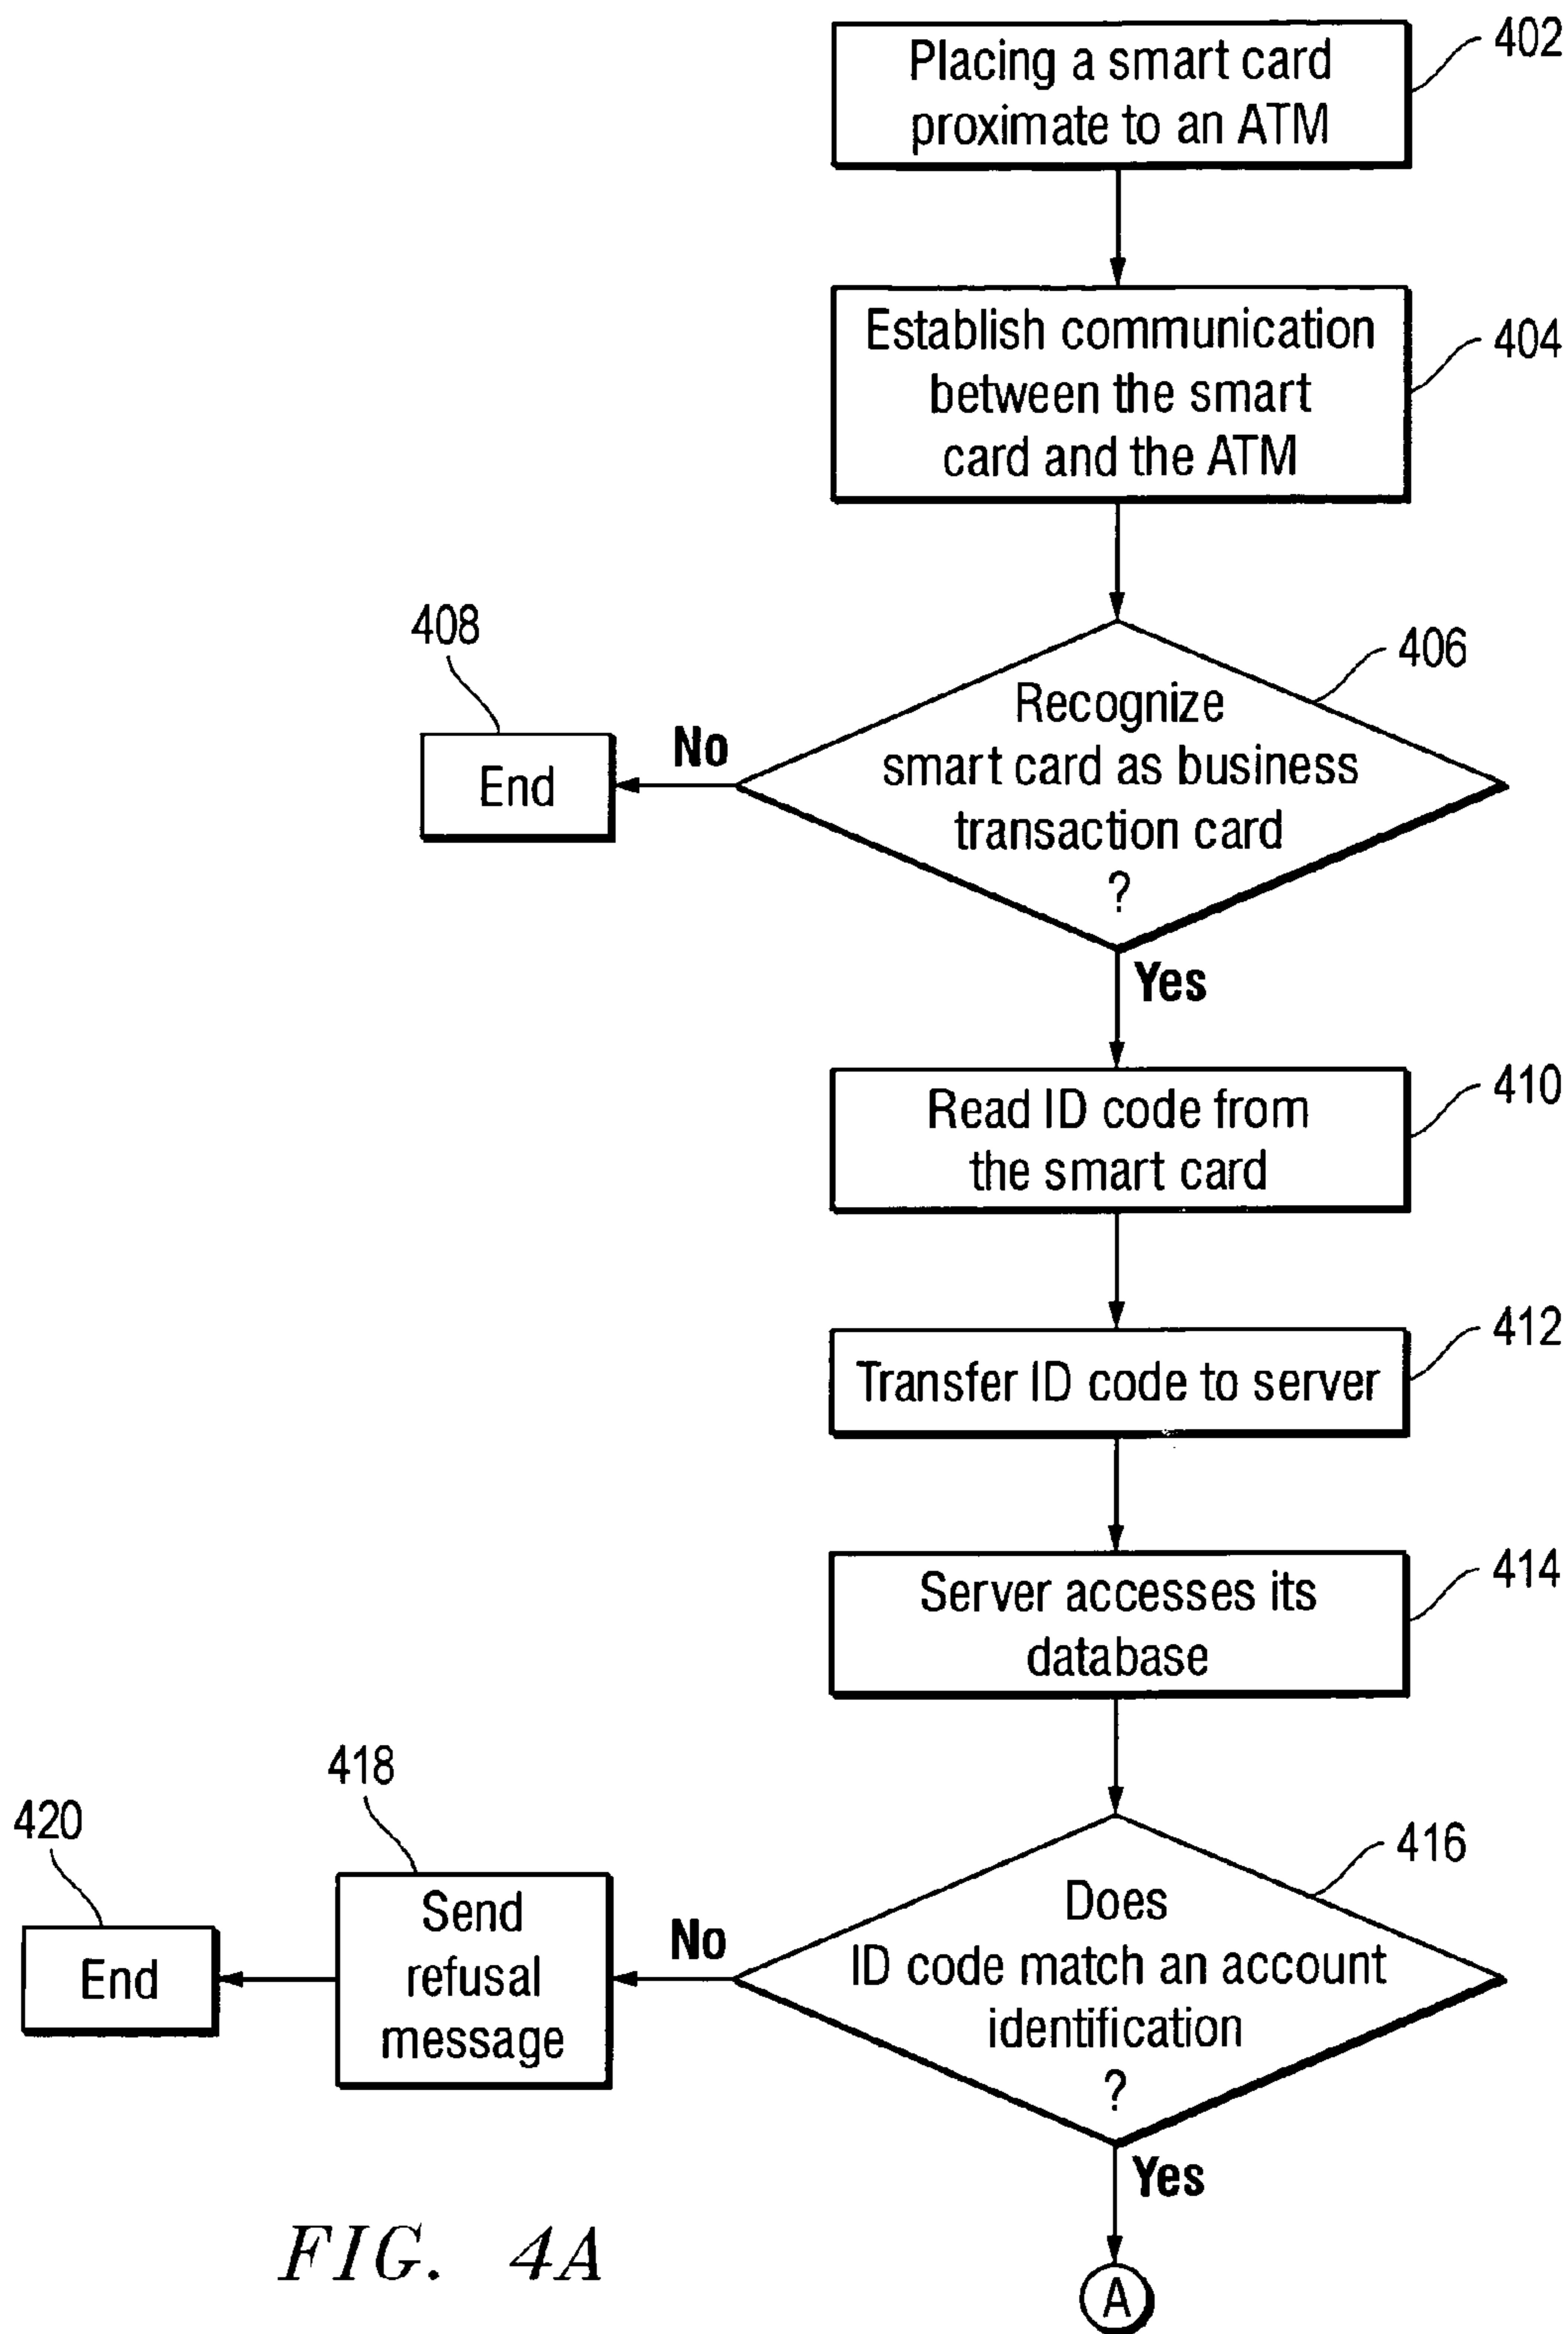 402
Placing a smart card
proximate to an ATM
404
Establish communication
between the smart
card and the ATM
408
End
No
406
Recognize
smart card as business
transaction card
?
Yes
410
Read ID code from
the smart card
412
Transfer ID code to server
414
Server accesses its
database
420
End
418
Send
refusal
message
No
416
Does
ID code match an account
identification
?
Yes
A
FIG. 4A